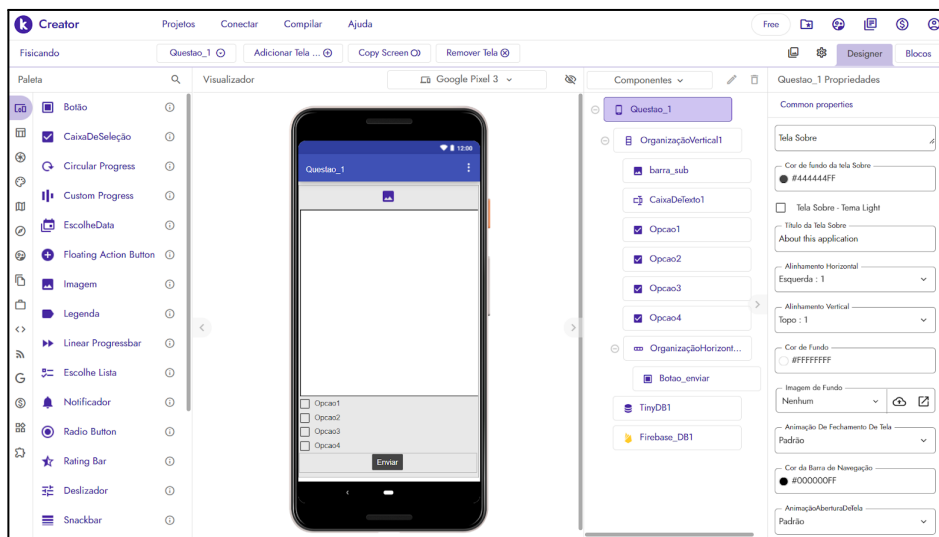 Creator
Projetos
Conectar
Compilar
Ajuda
Free
Fisicando
Questao_1
Adicionar Tela ...
Copy Screen
Remover Tela
Designer
Blocos
Paleta
Botão
CaixaDeSeleção
Circular Progress
Custom Progress
EscolheData
Floating Action Button
Imagem
Legenda
Linear Progressbar
Escolhe Lista
Notificador
Radio Button
Rating Bar
Deslizador
Snackbar
Visualizador
Google Pixel 3
12:00
Questao_1
Opcao1
Opcao2
Opcao3
Opcao4
Enviar
Componentes
Questao_1
OrganizaçãoVertical1
barra_sub
CaixaDeTexto1
Opcao1
Opcao2
Opcao3
Opcao4
OrganizaçãoHorizont...
Botao_enviar
TinyDB1
Firebase_DB1
Questao_1 Propriedades
Common properties
Tela Sobre
Cor de fundo da tela Sobre
#444444FF
Tela Sobre - Tema Light
Título da Tela Sobre
About this application
Alinhamento Horizontal
Esquerda : 1
Alinhamento Vertical
Topo : 1
Cor de Fundo
#FFFFFFFF
Imagem de Fundo
Nenhum
Animação De Fechamento De Tela
Padrão
Cor da Barra de Navegação
#000000FF
AnimaçãoAberturaDeTela
Padrão